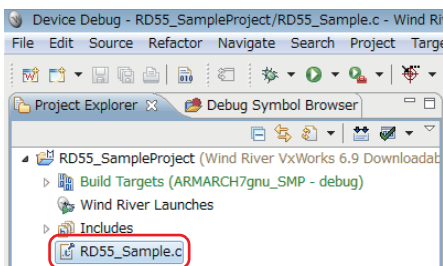 Device Debug - RD55_SampleProject/RD55_Sample.c - Wind Ri
File Edit Source Refactor Navigate Search Project Targe
Project Explorer Debug Symbol Browser
RD55_SampleProject (Wind River VxWorks 6.9 Downloadab
Build Targets (ARMARCH7gnu_SMP - debug)
Wind River Launches
Includes
RD55_Sample.c